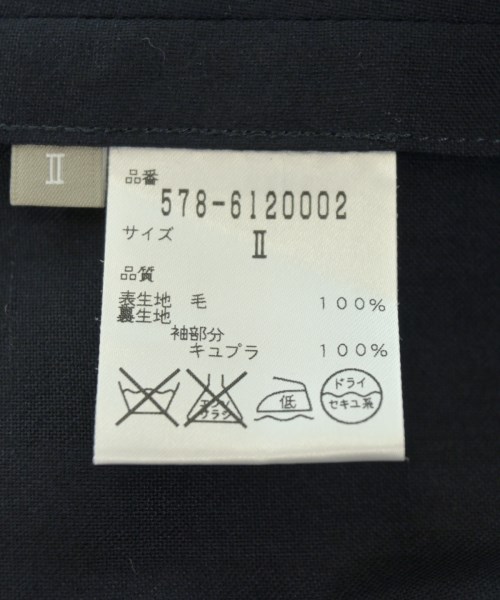 Ⅱ
品番
578-6120002
サイズ
Ⅱ
品質
表生地 毛 100%
裏生地
袖部分
キュプラ 100%
エンソ
サラシ
低
ドライ
セキユ系